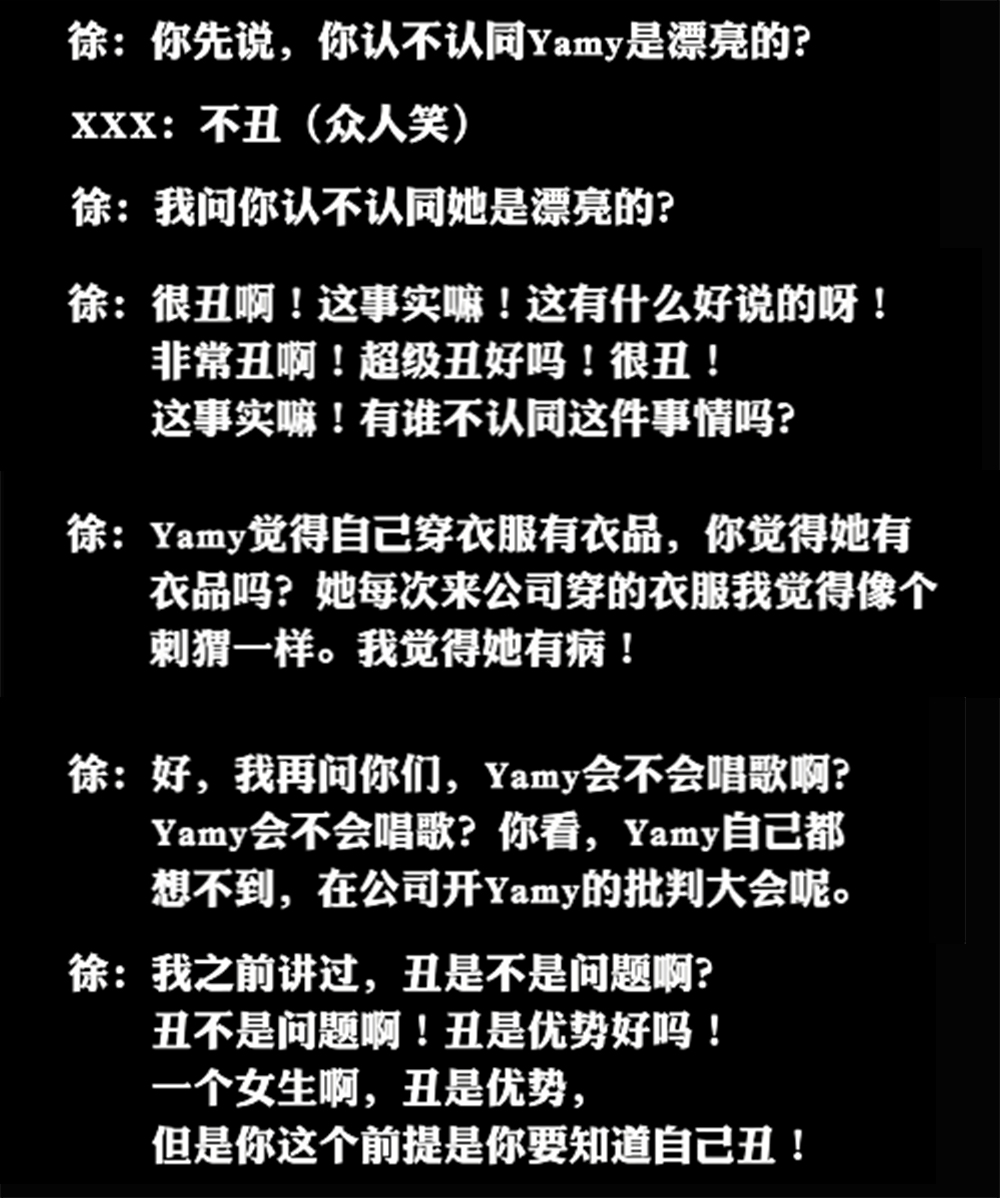 徐：你先说，你认不认同Yamy是漂亮的？
XXX：不丑（众人笑）
徐：我问你认不认同她是漂亮的？
徐：很丑啊！这事实嘛！这有什么好说的呀！
非常丑啊！超级丑好吗！很丑！
这事实嘛！有谁不认同这件事情吗？
徐：Yamy觉得自己穿衣服有衣品，你觉得她有
衣品吗？她每次来公司穿的衣服我觉得像个
刺猬一样。我觉得她有病！
徐：好，我再问你们，Yamy会不会唱歌啊？
Yamy会不会唱歌？你看，Yamy自己都
想不到，在公司开Yamy的批判大会呢。
徐：我之前讲过，丑是不是问题啊？
丑不是问题啊！丑是优势好吗！
一个女生啊，丑是优势，
但是你这个前提是你要知道自己丑！